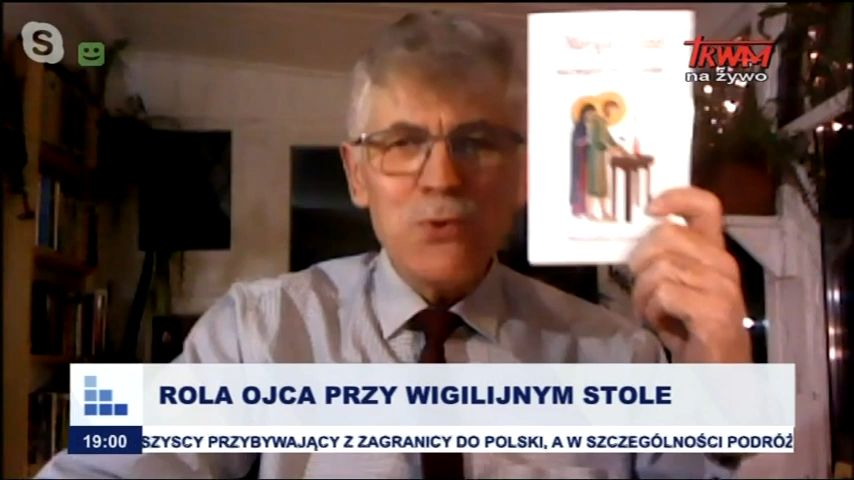 S
TRWAM
na żywo
ROLA OJCA PRZY WIGILIJNYM STOLE
19:00 SZYSCY PRZYBYWAJĄCY Z ZAGRANICY DO POLSKI, A W SZCZEGÓLNOŚCI PODRÓŻ